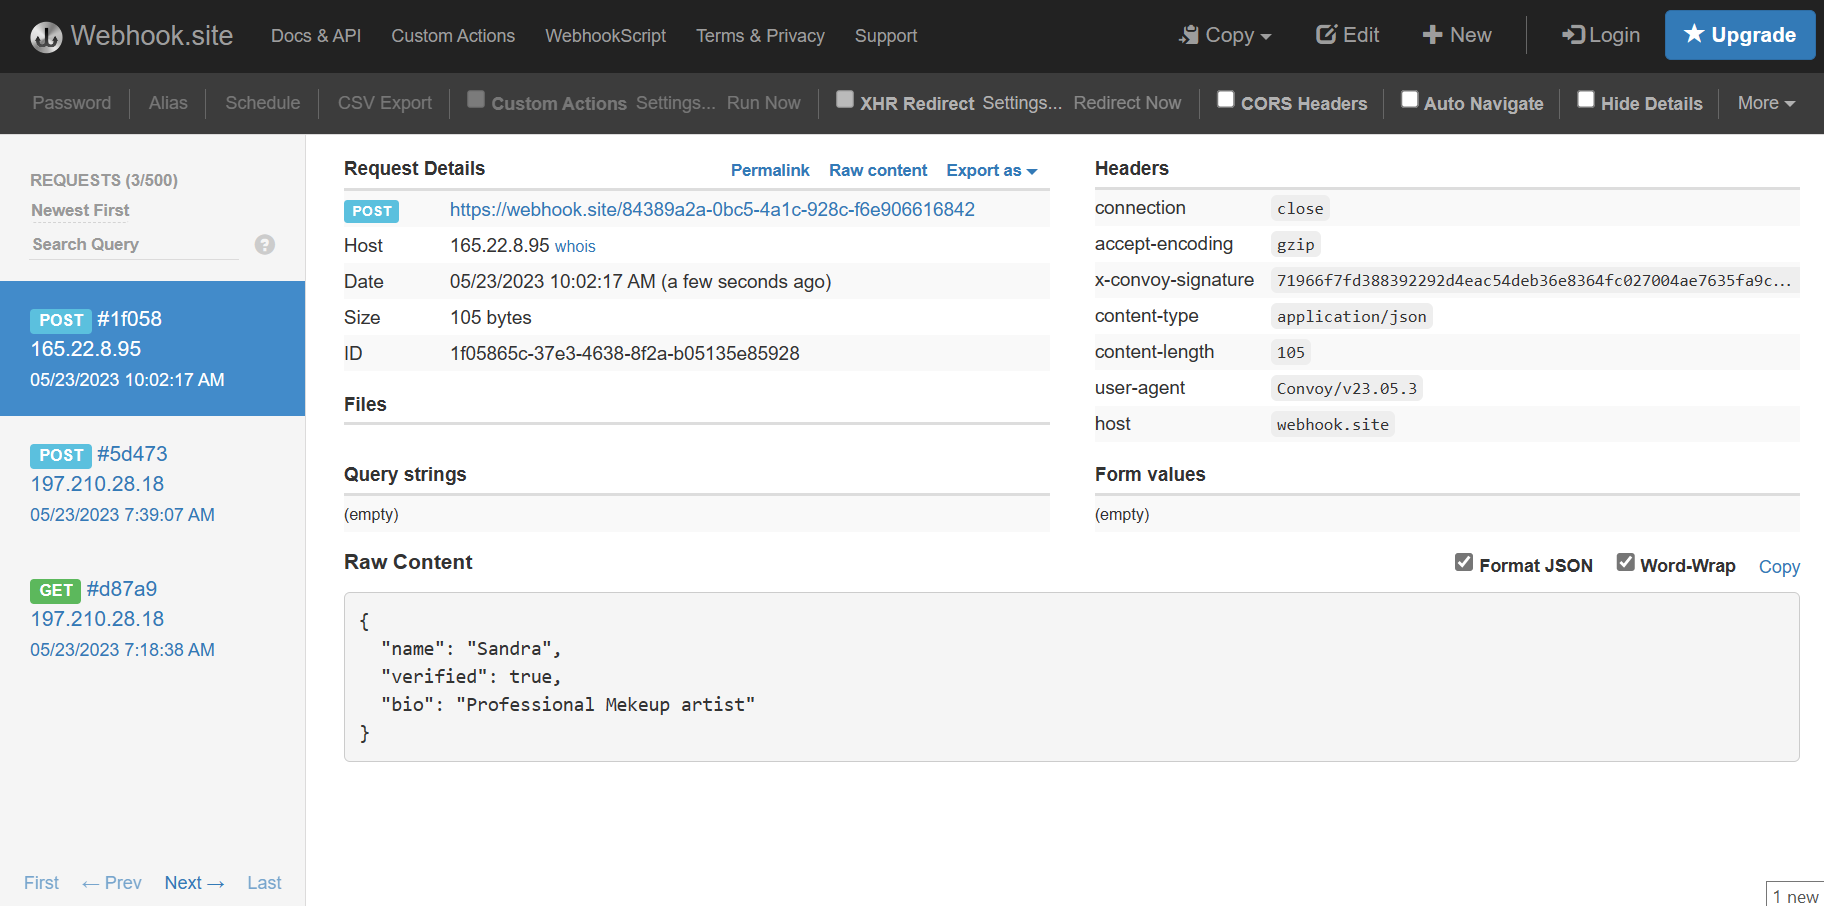 Webhook.site Docs & API Custom Actions WebhookScript Terms & Privacy Support Copy Edit New Login Upgrade
Password Alias Schedule CSV Export Custom Actions Settings... Run Now XHR Redirect Settings... Redirect Now CORS Headers Auto Navigate Hide Details More
REQUESTS (3/500)
Newest First
Search Query ?
POST #1f058
165.22.8.95
05/23/2023 10:02:17 AM
POST #5d473
197.210.28.18
05/23/2023 7:39:07 AM
GET #d87a9
197.210.28.18
05/23/2023 7:18:38 AM
First ← Prev Next → Last
Request Details Permalink Raw content Export as
POST https://webhook.site/84389a2a-0bc5-4a1c-928c-f6e906616842
Host 165.22.8.95 whois
Date 05/23/2023 10:02:17 AM (a few seconds ago)
Size 105 bytes
ID 1f05865c-37e3-4638-8f2a-b05135e85928
Files
Headers
connection close
accept-encoding gzip
x-convoy-signature 71966f7fd388392292d4eac54deb36e8364fc027004ae7635fa9c...
content-type application/json
content-length 105
user-agent Convoy/v23.05.3
host webhook.site
Query strings
(empty)
Form values
(empty)
Raw Content Format JSON Word-Wrap Copy
{
"name": "Sandra",
"verified": true,
"bio": "Professional Mekeup artist"
}
1 new